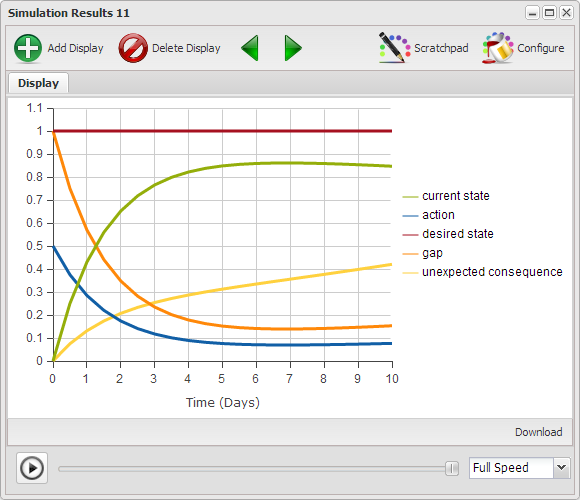 Simulation Results 11
Add Display Delete Display Scratchpad Configure
Display
1.1
1
0.9
0.8
0.7
0.6
0.5
0.4
0.3
0.2
0.1
0
0 1 2 3 4 5 6 7 8 9 10
Time (Days)
current state
action
desired state
gap
unexpected consequence
Download
Full Speed